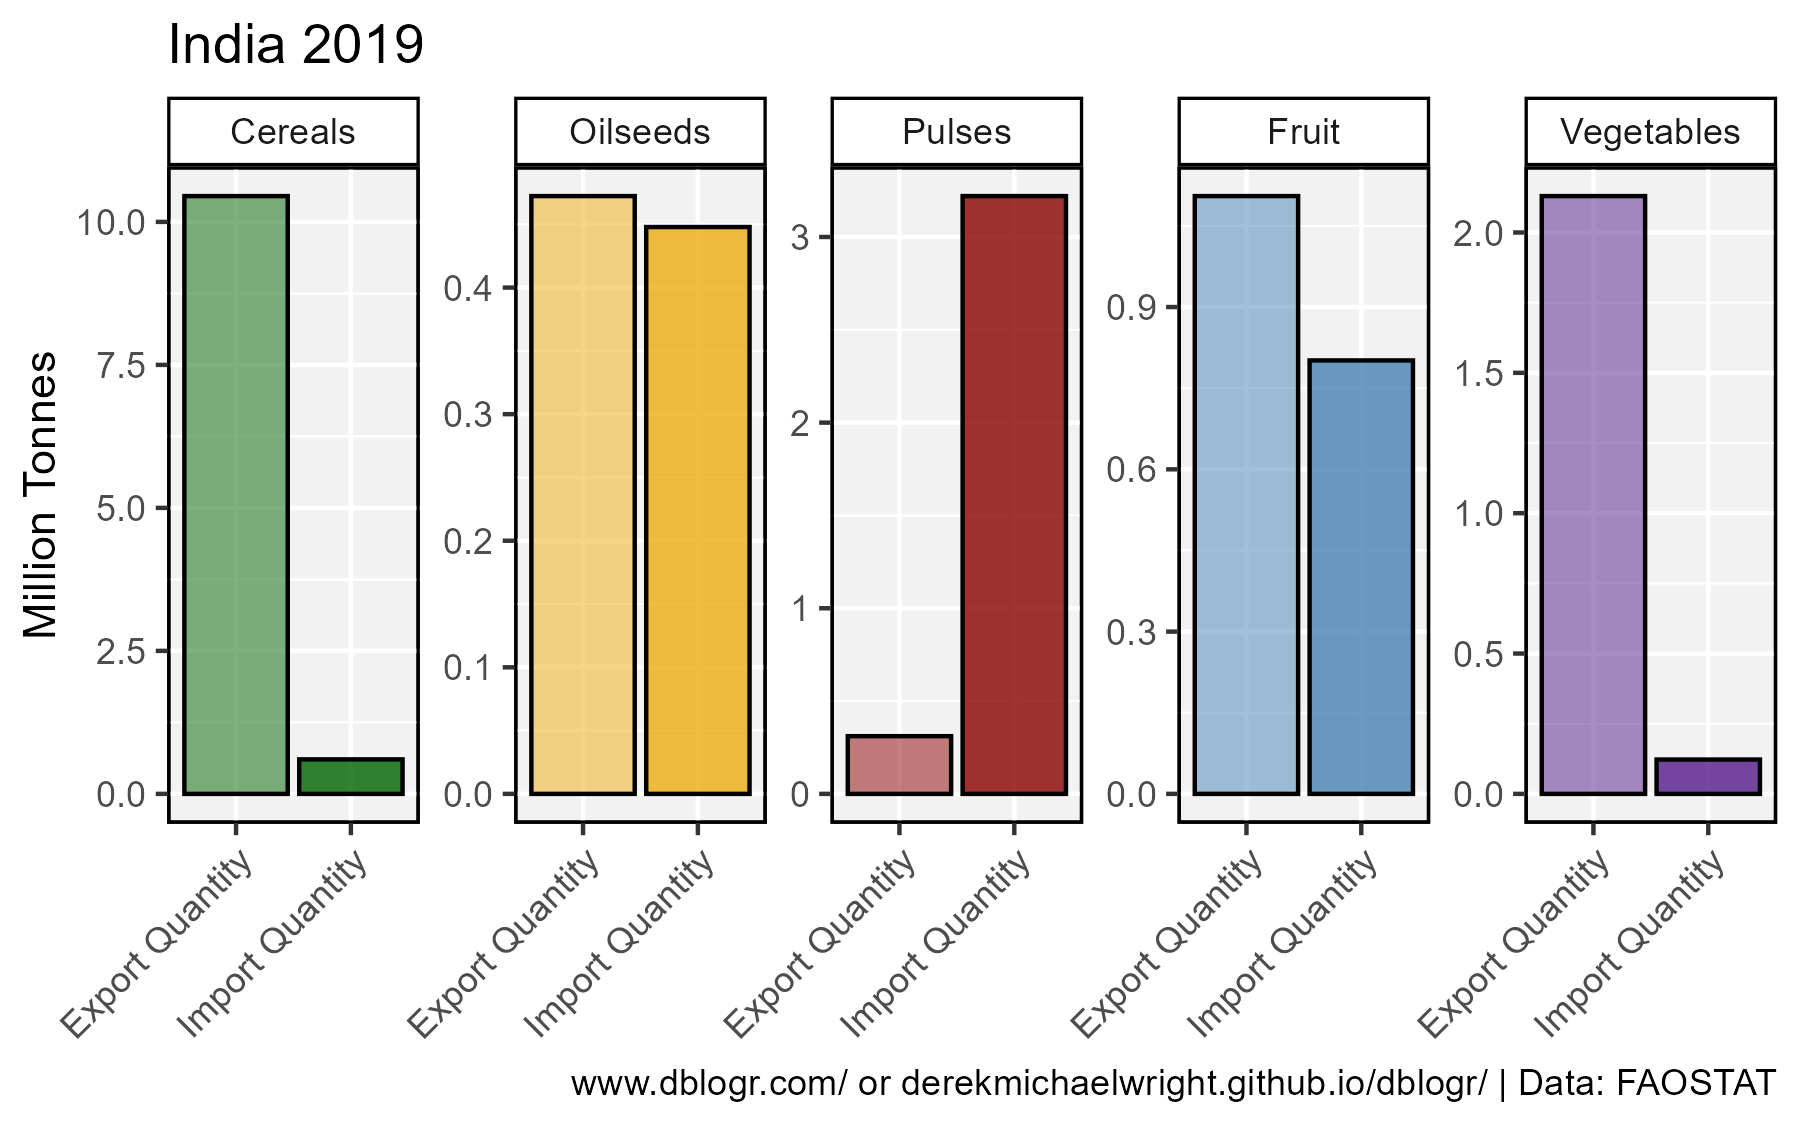 India 2019
Cereals
Oilseeds
Pulses
Fruit
Vegetables
Million Tonnes
10.0
7.5
5.0
2.5
0.0
0.4
0.3
0.2
0.1
0.0
3
2
1
0
0.9
0.6
0.3
0.0
2.0
1.5
1.0
0.5
0.0
Export Quantity
Import Quantity
Export Quantity
Import Quantity
Export Quantity
Import Quantity
Export Quantity
Import Quantity
Export Quantity
Import Quantity
www.dblogr.com/ or derekmichaelwright.github.io/dblogr/ | Data: FAOSTAT